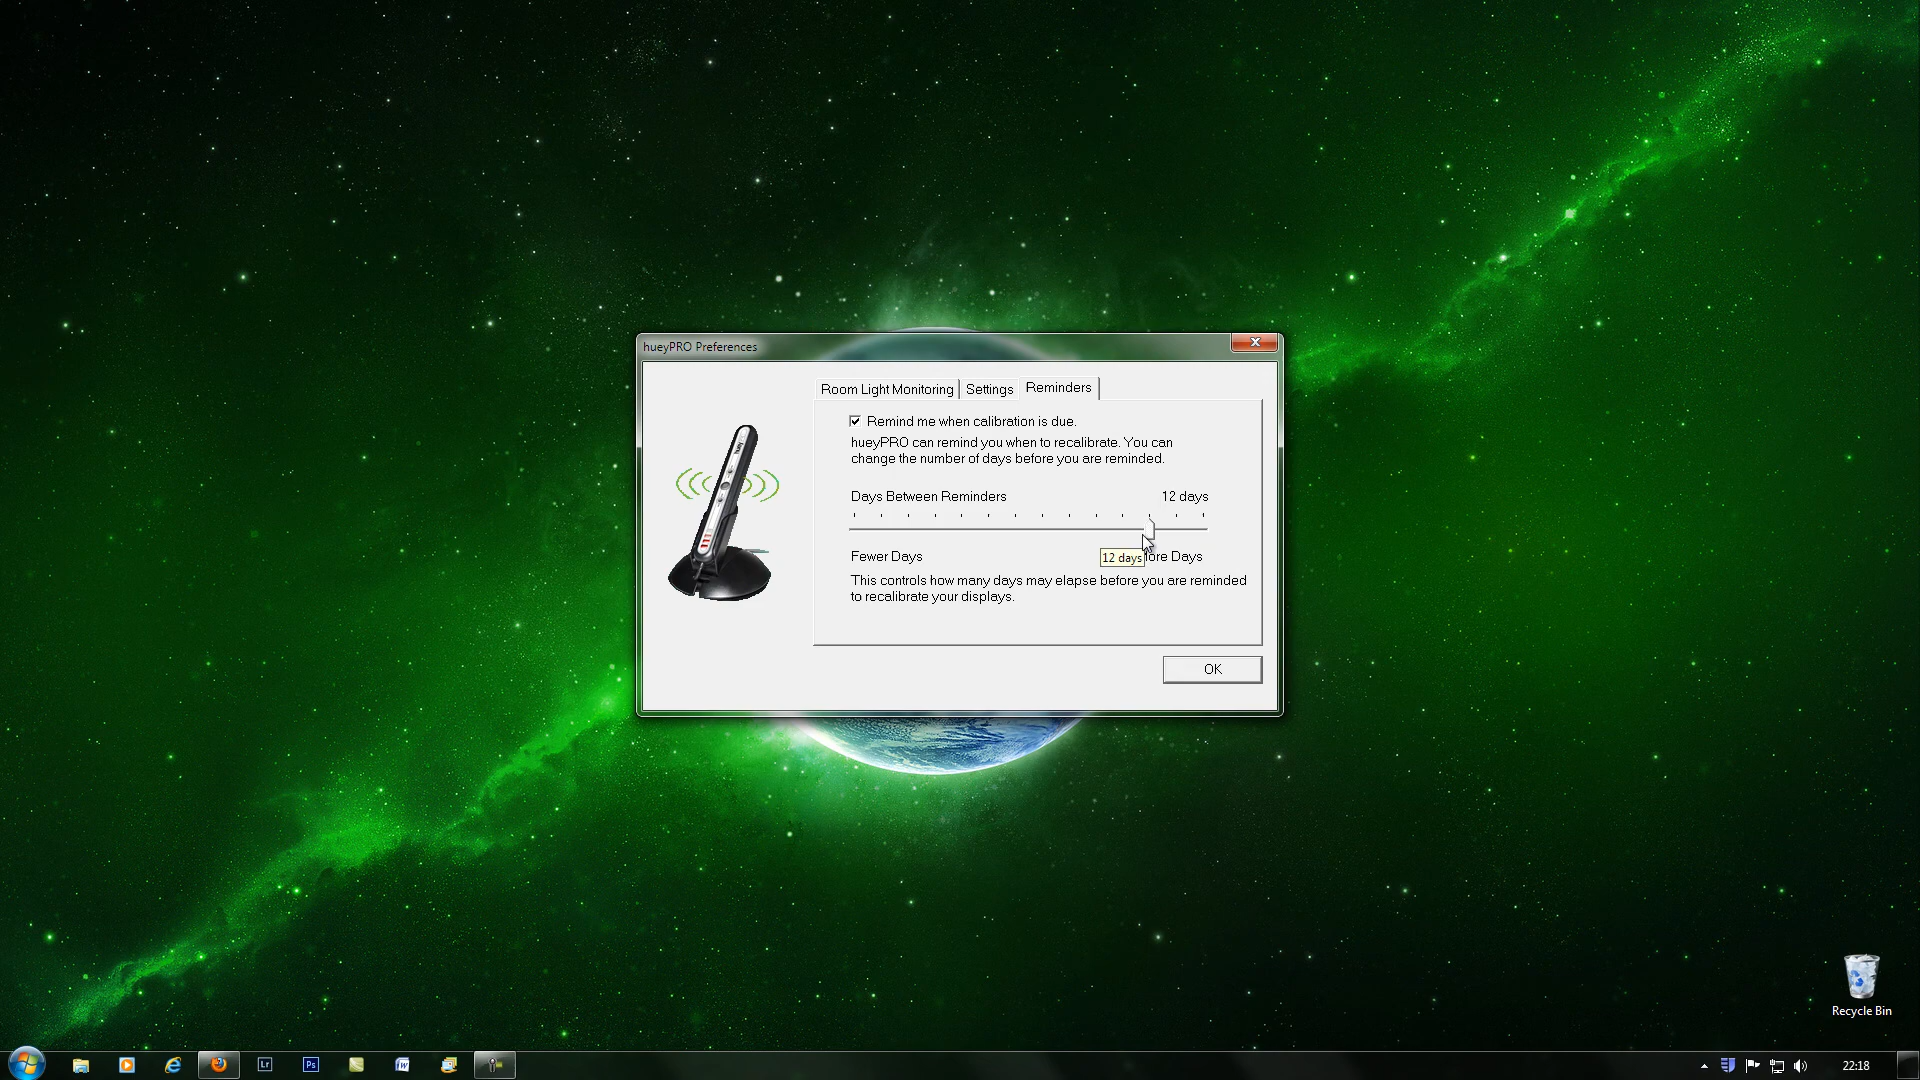 hueyPRO Preferences
Room Light Monitoring Settings Reminders
Remind me when calibration is due.
hueyPRO can remind you when to recalibrate. You can
change the number of days before you are reminded.
Days Between Reminders 12 days
Fewer Days 12 days ore Days
This controls how many days may elapse before you are reminded
to recalibrate your displays.
OK
huey
Recycle Bin
Lr Ps W 22:18